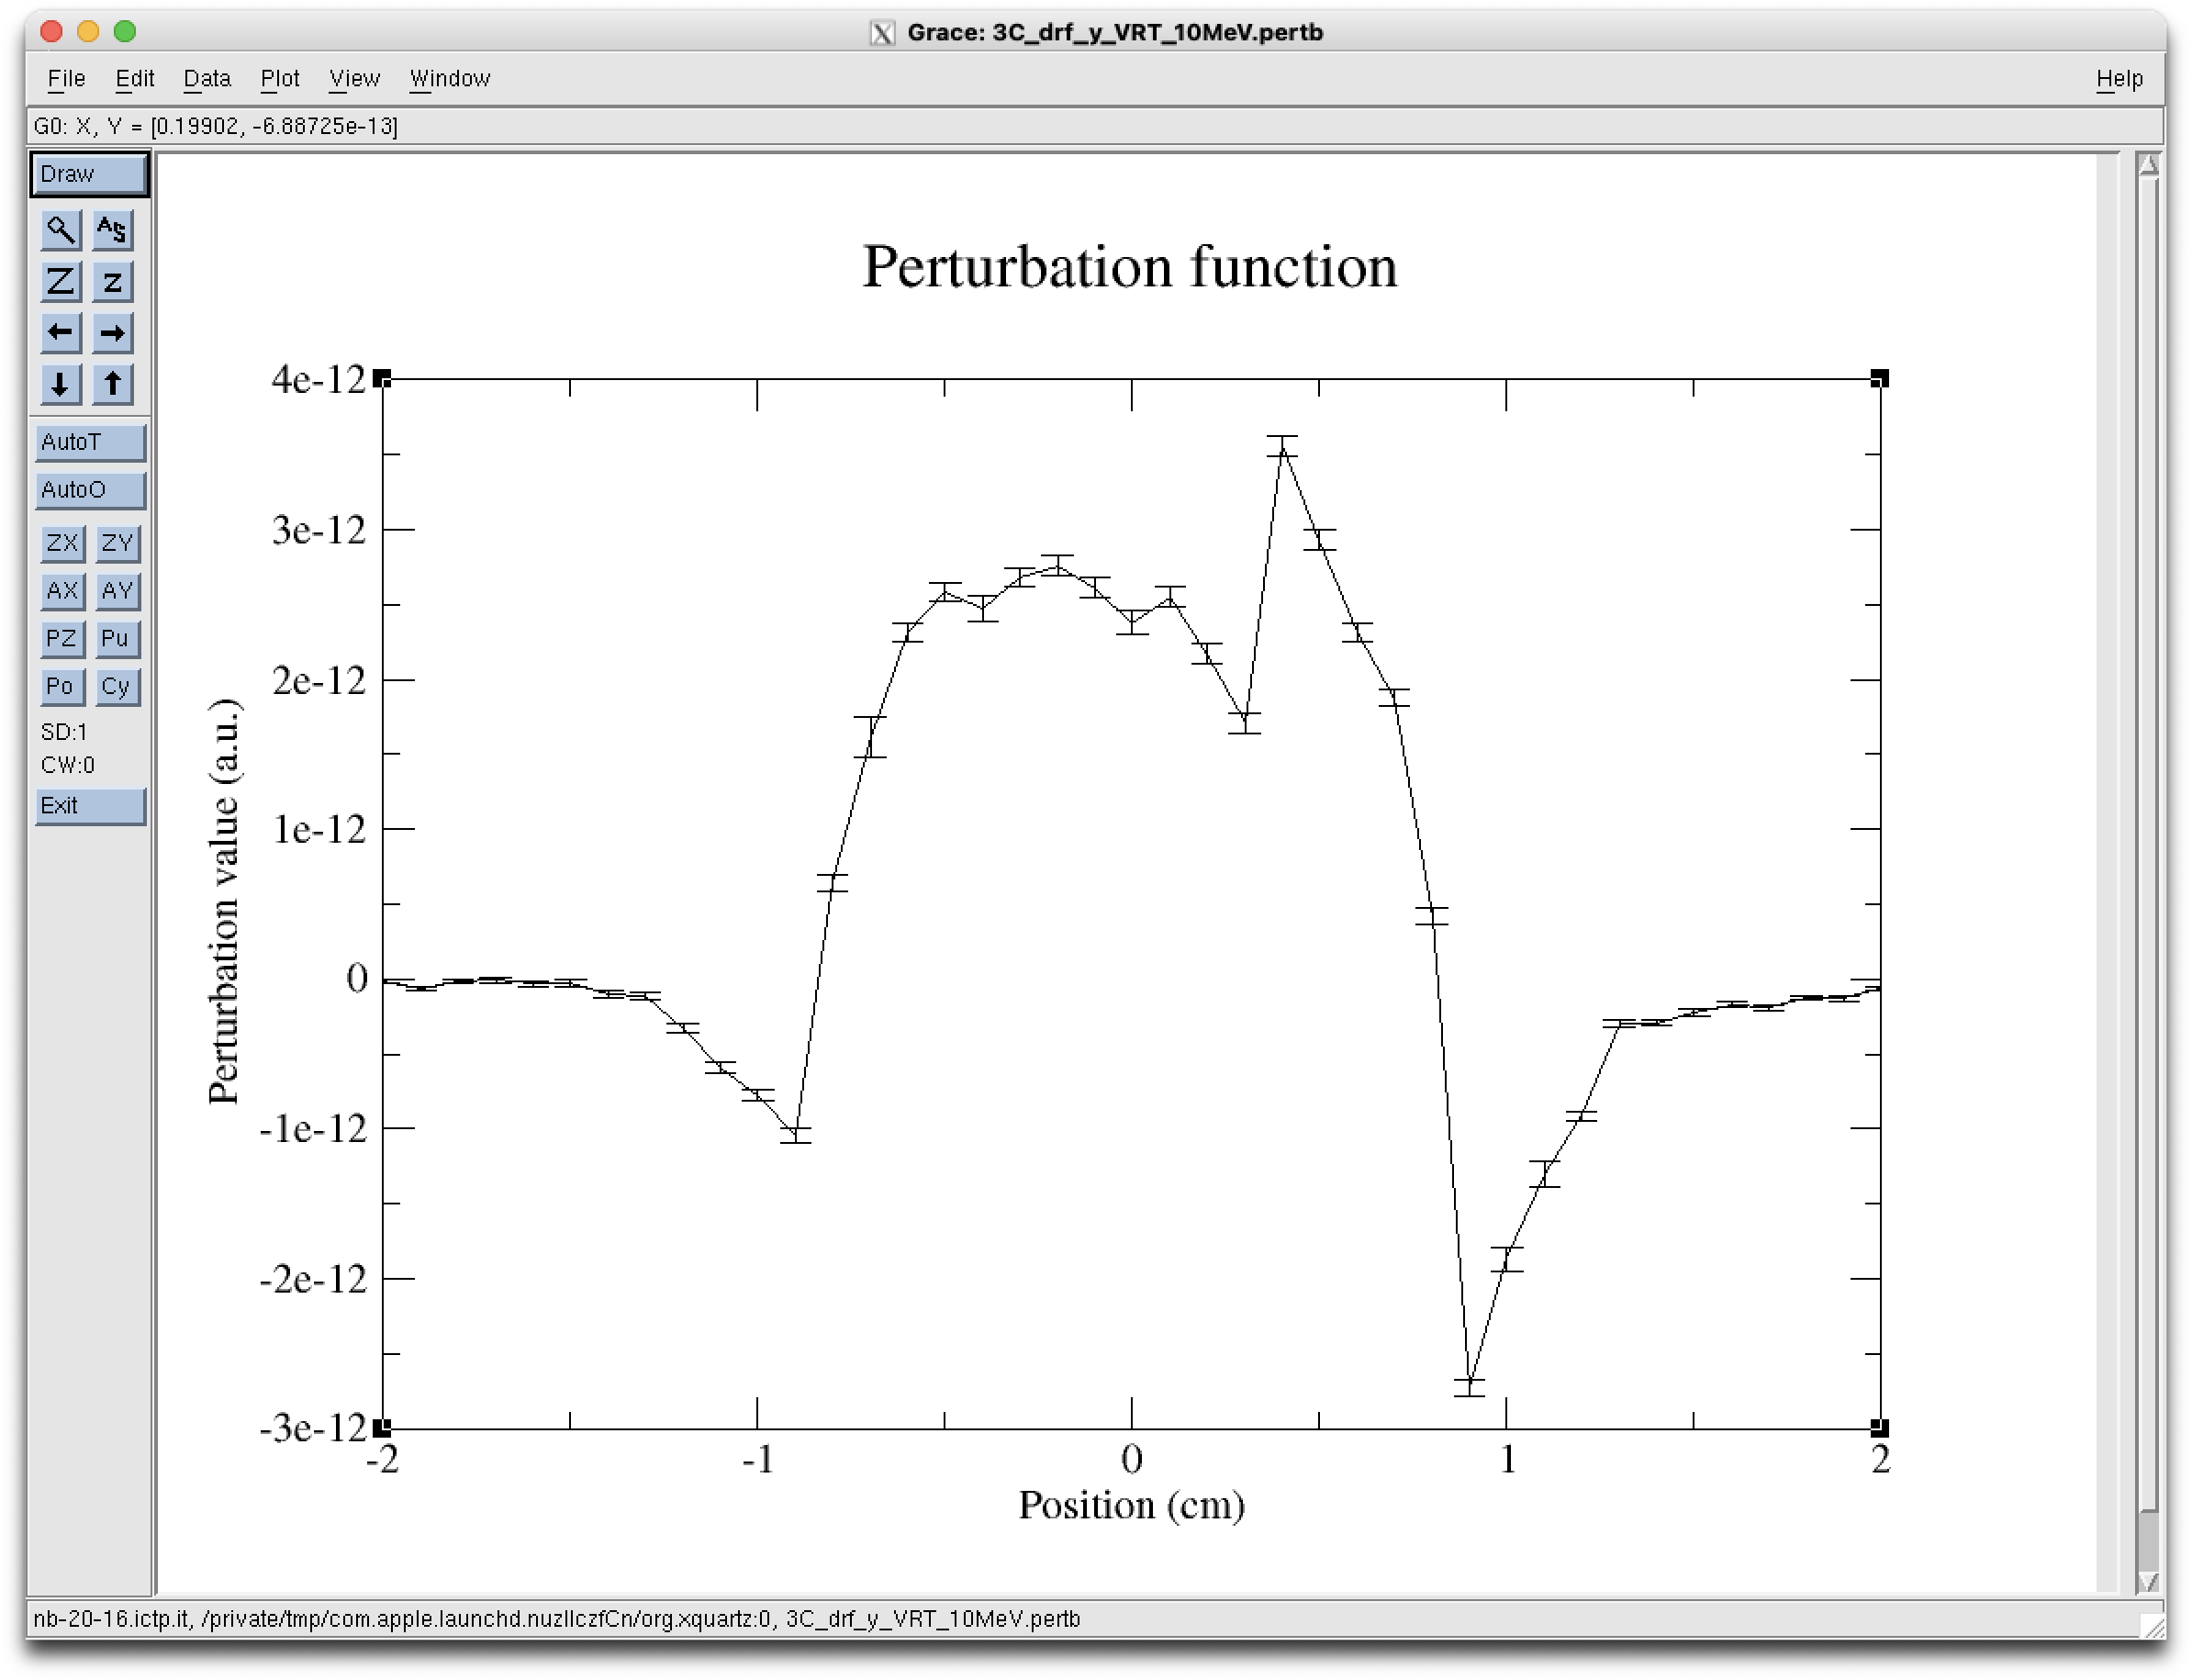 Grace: 3C_drf_y_VRT_10MeV.pertb
File Edit Data Plot View Window Help
G0: X, Y = [0.19902, -6.88725e-13]
Draw
AS
Z z
AutoT
AutoO
ZX ZY
AX AY
PZ Pu
Po Cy
SD:1
CW:0
Exit
Perturbation function
4e-12
3e-12
2e-12
1e-12
0
-1e-12
-2e-12
-3e-12
Perturbation value (a.u.)
-2 -1 0 1 2
Position (cm)
nb-20-16.ictp.it, /private/tmp/com.apple.launchd.nuzIlczfCn/org.xquartz:0, 3C_drf_y_VRT_10MeV.pertb